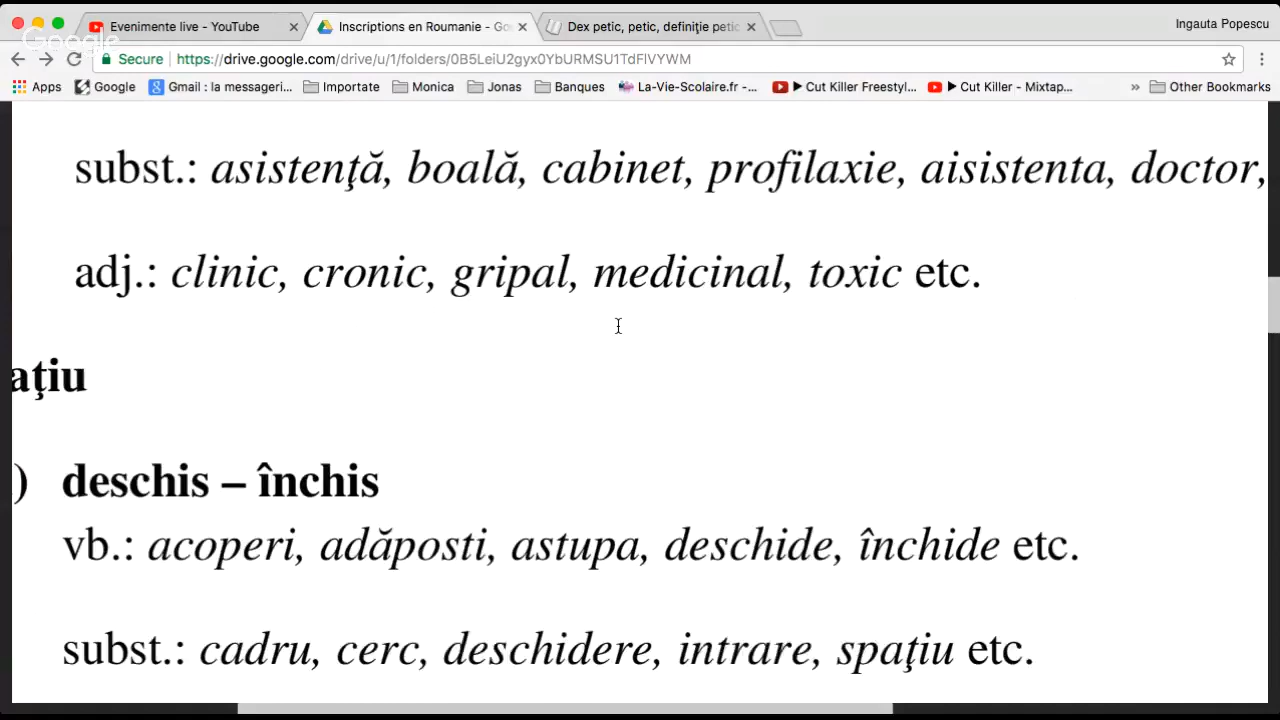 Evenimente live - YouTube
Inscriptions en Roumanie - Go
Dex petic, petic, definiţie petic
Ingauta Popescu
Google
Secure
https://drive.google.com/drive/u/1/folders/0B5LeiU2gyx0YbURMSU1TdFlVYWM
Apps
Google
Gmail : la messageri...
Importate
Monica
Jonas
Banques
La-Vie-Scolaire.fr -...
Cut Killer Freestyl...
Cut Killer - Mixtap...
»
Other Bookmarks
subst.: asistenţă, boală, cabinet, profilaxie, aisistenta, doctor,
adj.: clinic, cronic, gripal, medicinal, toxic etc.
aţiu
) deschis – închis
vb.: acoperi, adăposti, astupa, deschide, închide etc.
subst.: cadru, cerc, deschidere, intrare, spaţiu etc.